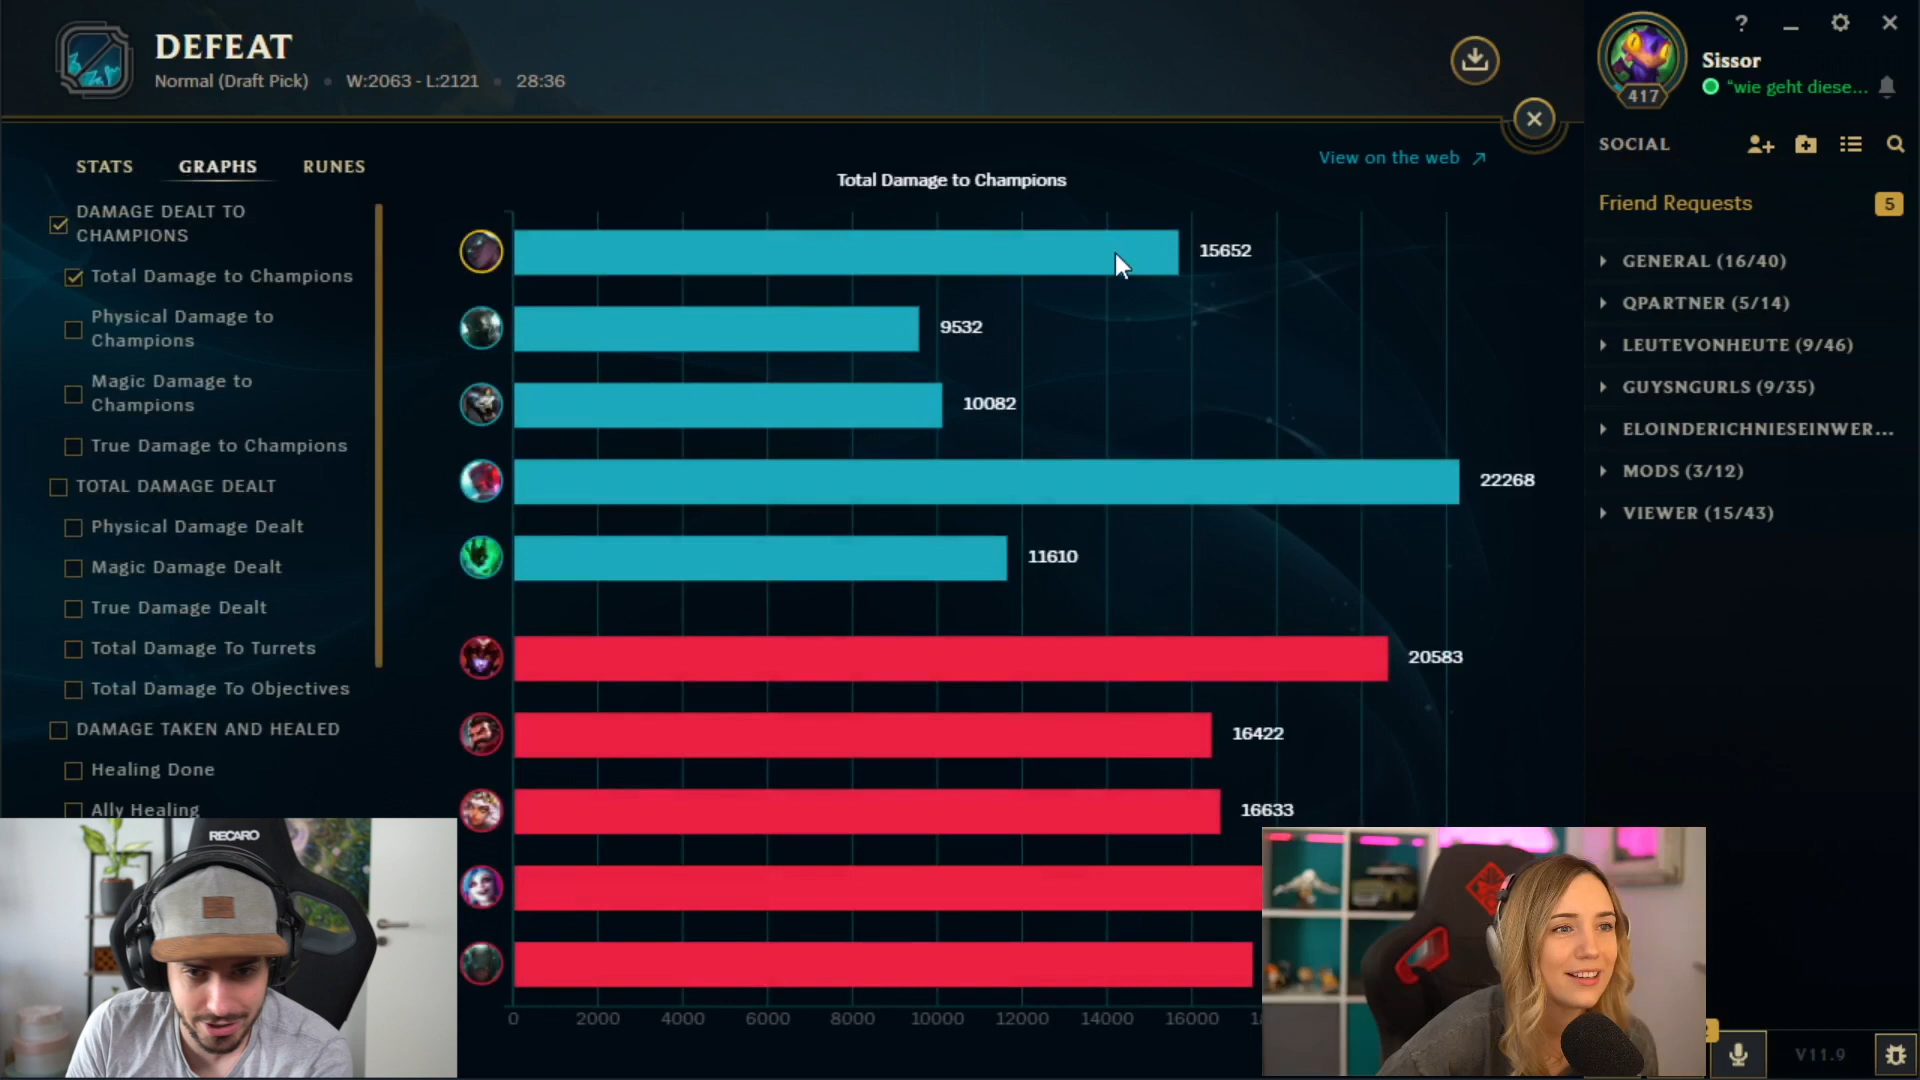 DEFEAT
Normal (Draft Pick) • W:2063 - L:2121 • 28:36
Sissor
417
"wie geht diese...
SOCIAL
Friend Requests 5
GENERAL (16/40)
QPARTNER (5/14)
LEUTEVONHEUTE (9/46)
GUYSNGURLS (9/35)
ELOINDERICHNIESEINWER...
MODS (3/12)
VIEWER (15/43)
STATS GRAPHS RUNES
View on the web
DAMAGE DEALT TO
CHAMPIONS
Total Damage to Champions
Physical Damage to
Champions
Magic Damage to
Champions
True Damage to Champions
TOTAL DAMAGE DEALT
Physical Damage Dealt
Magic Damage Dealt
True Damage Dealt
Total Damage To Turrets
Total Damage To Objectives
DAMAGE TAKEN AND HEALED
Healing Done
Ally Healing
Total Damage to Champions
15652
9532
10082
22268
11610
20583
16422
16633
0 2000 4000 6000 8000 10000 12000 14000 16000
RECARO
V11.9